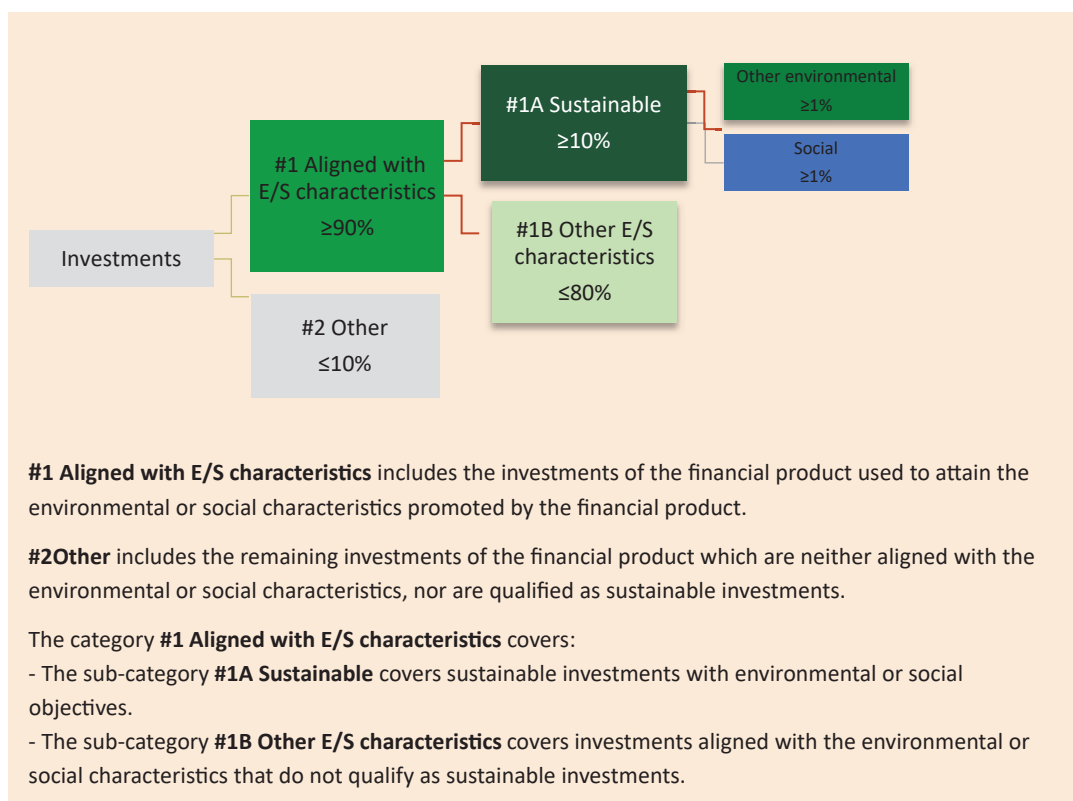 Investments
#1 Aligned with
E/S characteristics
≥90%
#2 Other
≤10%
#1A Sustainable
≥10%
#1B Other E/S
characteristics
≤80%
Other environmental
≥1%
Social
≥1%
#1 Aligned with E/S characteristics includes the investments of the financial product used to attain the
environmental or social characteristics promoted by the financial product.
#2Other includes the remaining investments of the financial product which are neither aligned with the
environmental or social characteristics, nor are qualified as sustainable investments.
The category #1 Aligned with E/S characteristics covers:
- The sub-category #1A Sustainable covers sustainable investments with environmental or social
objectives.
- The sub-category #1B Other E/S characteristics covers investments aligned with the environmental or
social characteristics that do not qualify as sustainable investments.